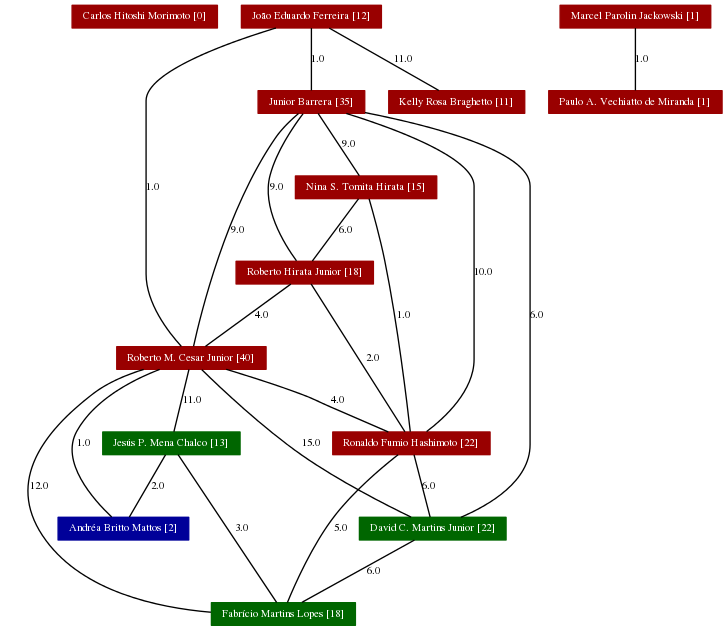 Carlos Hitoshi Morimoto [0]
João Eduardo Ferreira [12]
Marcel Parolin Jackowski [1]
1.0
11.0
1.0
Junior Barrera [35]
Kelly Rosa Braghetto [11]
Paulo A. Vechiatto de Miranda [1]
9.0
1.0
9.0
Nina S. Tomita Hirata [15]
9.0
6.0
Roberto Hirata Junior [18]
10.0
4.0
1.0
6.0
Roberto M. Cesar Junior [40]
2.0
11.0
4.0
1.0
Jesús P. Mena Chalco [13]
15.0
Ronaldo Fumio Hashimoto [22]
12.0
2.0
6.0
Andréa Britto Mattos [2]
3.0
5.0
David C. Martins Junior [22]
6.0
Fabrício Martins Lopes [18]